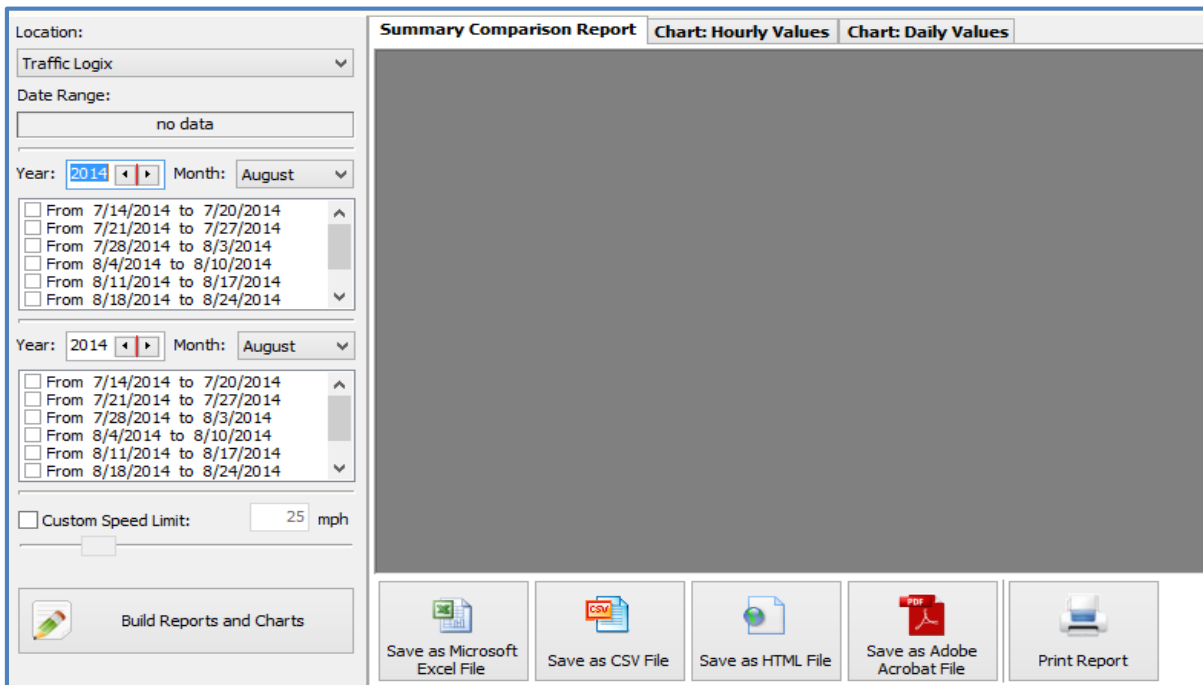 Location:
Traffic Logix
Date Range:
no data
Year: 2014 Month: August
From 7/14/2014 to 7/20/2014
From 7/21/2014 to 7/27/2014
From 7/28/2014 to 8/3/2014
From 8/4/2014 to 8/10/2014
From 8/11/2014 to 8/17/2014
From 8/18/2014 to 8/24/2014
Year: 2014 Month: August
From 7/14/2014 to 7/20/2014
From 7/21/2014 to 7/27/2014
From 7/28/2014 to 8/3/2014
From 8/4/2014 to 8/10/2014
From 8/11/2014 to 8/17/2014
From 8/18/2014 to 8/24/2014
Custom Speed Limit: 25 mph
Build Reports and Charts
Summary Comparison Report Chart: Hourly Values Chart: Daily Values
Save as Microsoft
Excel File
CSV
Save as CSV File
Save as HTML File
PDF
Save as Adobe
Acrobat File
Print Report